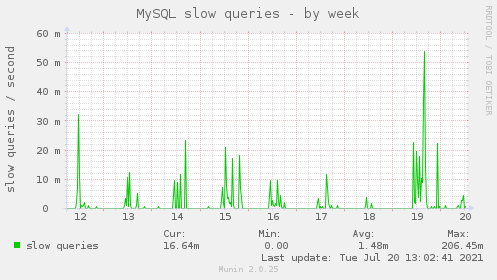 MySQL slow queries - by week
RRDTOOL / TOBI OETIKER
slow queries / second
60 m
50 m
40 m
30 m
20 m
10 m
0
12 13 14 15 16 17 18 19 20
Cur: Min: Avg: Max:
slow queries 16.64m 0.00 1.48m 206.45m
Last update: Tue Jul 20 13:02:41 2021
Munin 2.0.25